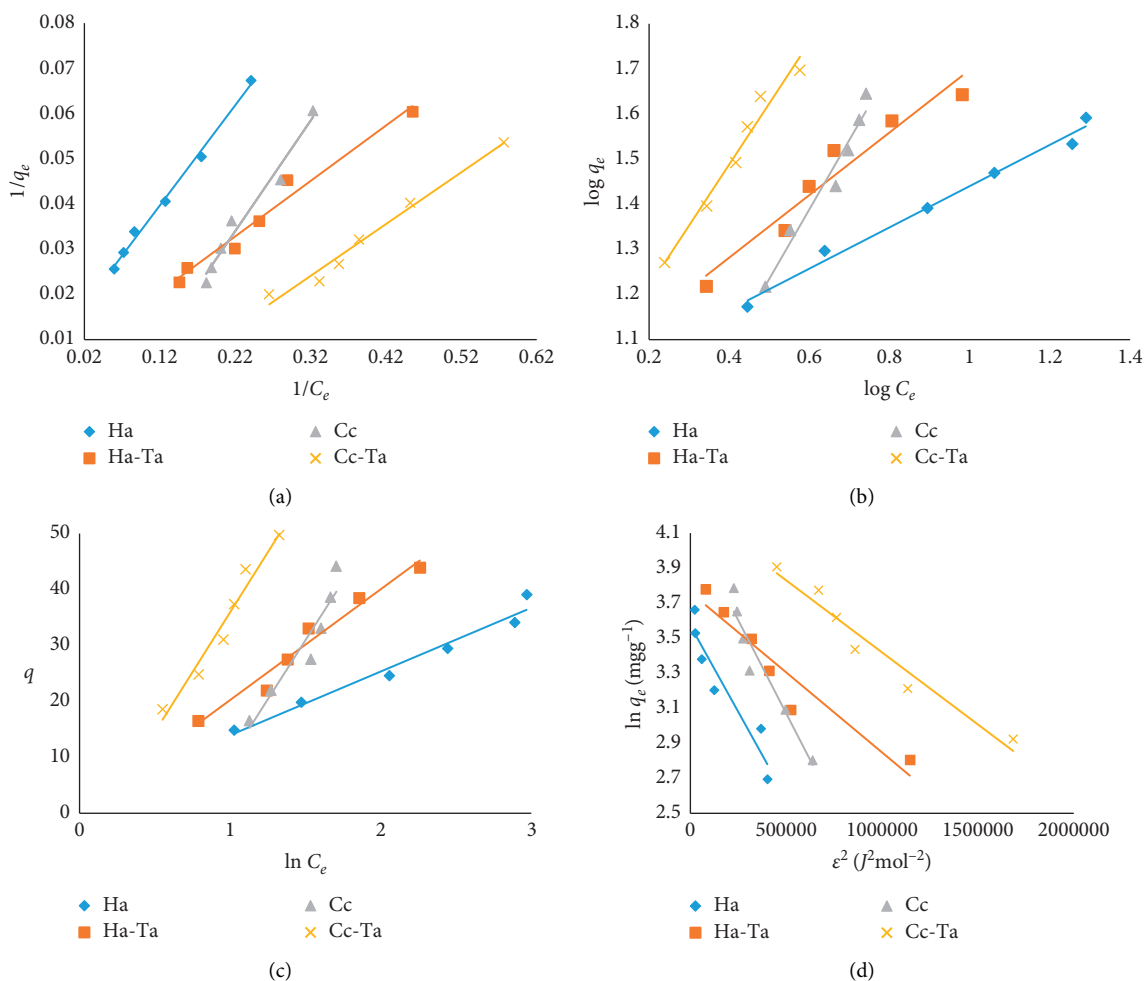 0.08
0.07
0.06
0.05
0.04
0.03
0.02
0.01
1/qₑ
0.02 0.12 0.22 0.32 0.42 0.52 0.62
1/Cₑ
Ha Cc
Ha-Ta Cc-Ta
(a)
1.8
1.7
1.6
1.5
1.4
1.3
1.2
1.1
log qₑ
0.2 0.4 0.6 0.8 1 1.2 1.4
log Cₑ
Ha Cc
Ha-Ta Cc-Ta
(b)
50
40
30
20
10
0
q
0 1 2 3
ln Cₑ
Ha Cc
Ha-Ta Cc-Ta
(c)
4.1
3.9
3.7
3.5
3.3
3.1
2.9
2.7
2.5
ln qₑ (mgg⁻¹)
0 500000 1000000 1500000 2000000
ε² (J²mol⁻²)
Ha Cc
Ha-Ta Cc-Ta
(d)